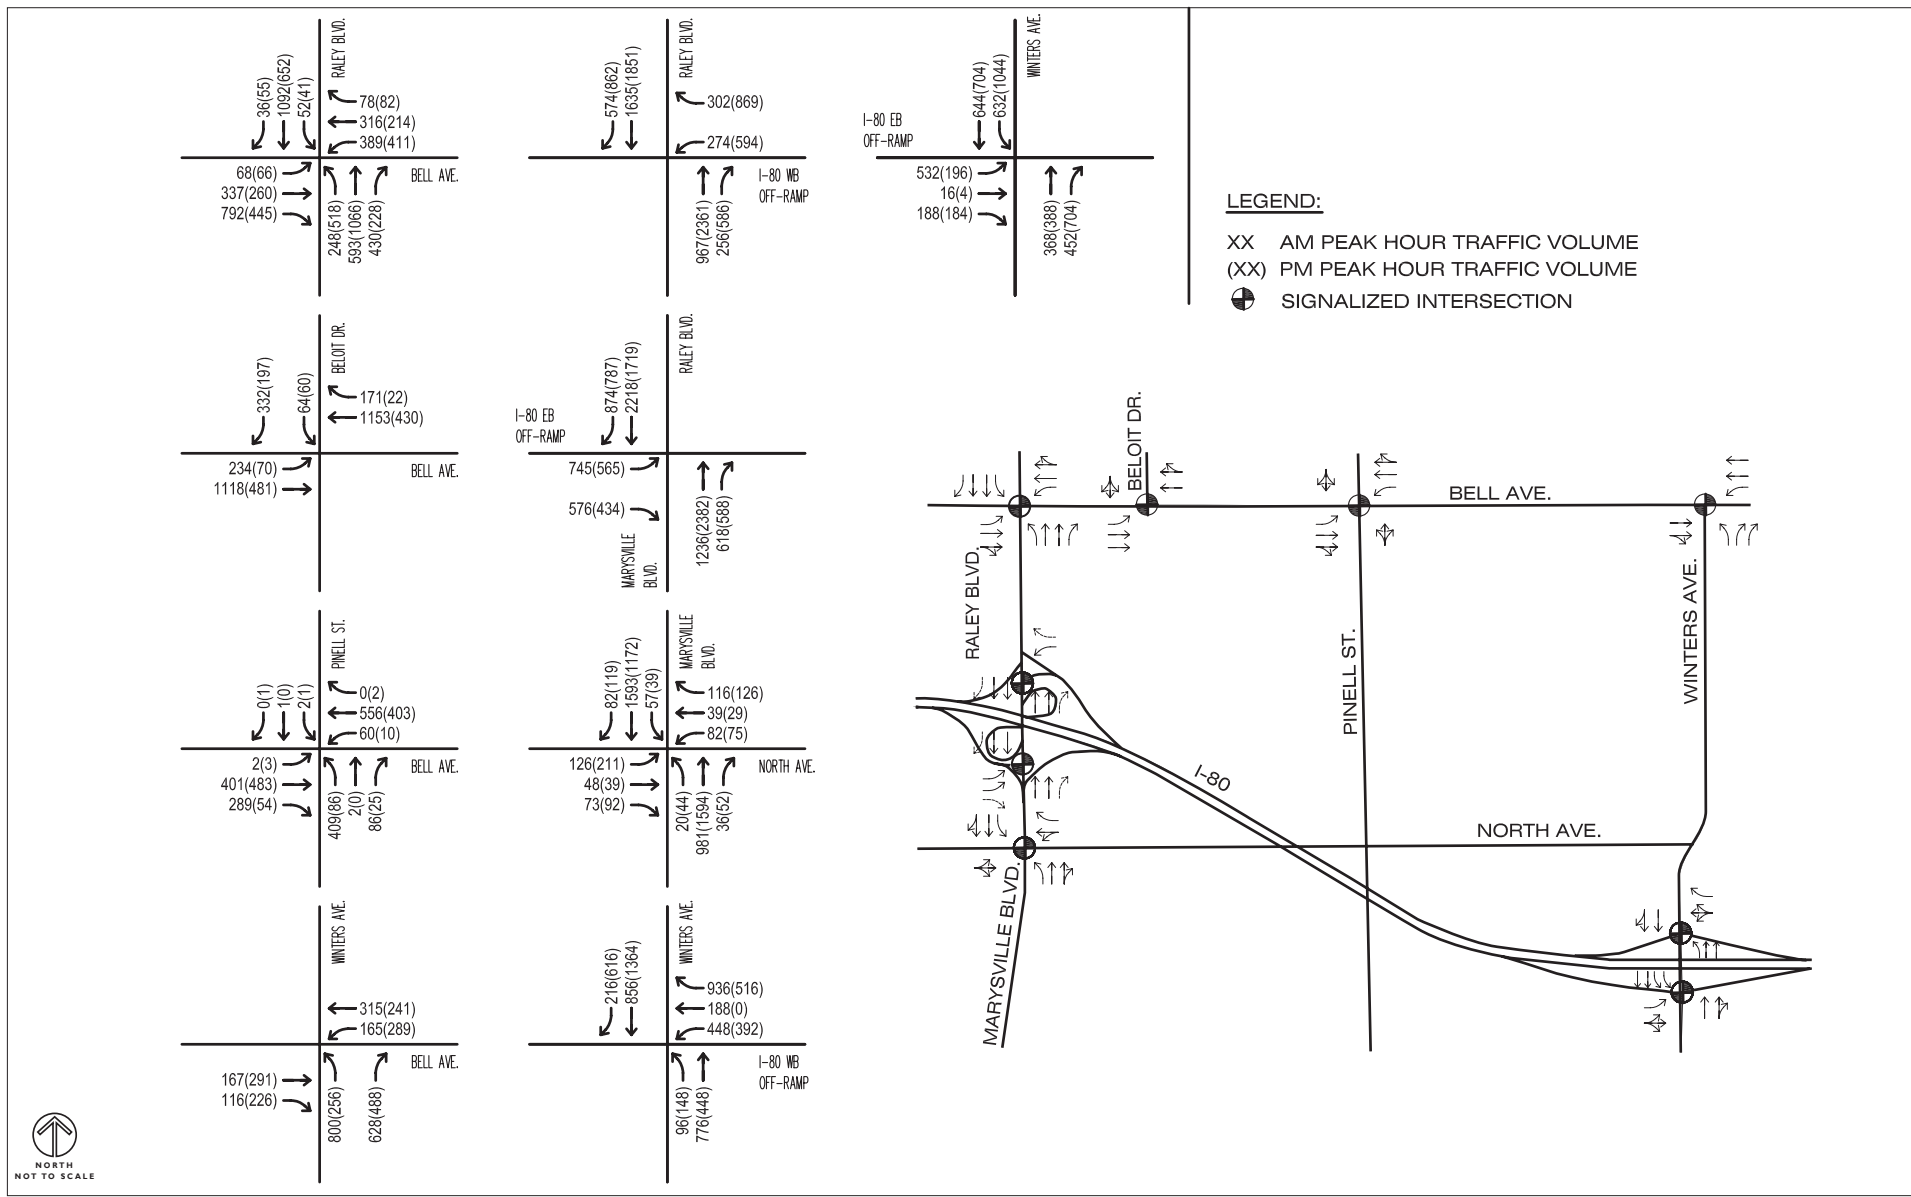 RALEY BLVD.
36(55)
1092(652)
52(41)
78(82)
316(214)
389(411)
68(66)
337(260)
792(445)
BELL AVE.
248(518)
593(1066)
430(228)
RALEY BLVD.
574(862)
1635(1851)
302(869)
274(594)
I-80 WB
OFF-RAMP
967(2361)
256(586)
WINTERS AVE.
644(704)
632(1044)
I-80 EB
OFF-RAMP
532(196)
16(4)
188(184)
368(388)
452(704)
LEGEND:
XX AM PEAK HOUR TRAFFIC VOLUME
(XX) PM PEAK HOUR TRAFFIC VOLUME
SIGNALIZED INTERSECTION
BELOIT DR.
332(197)
64(60)
171(22)
1153(430)
234(70)
1118(481)
BELL AVE.
RALEY BLVD.
874(787)
2218(1719)
I-80 EB
OFF-RAMP
745(565)
576(434)
MARYSVILLE
BLVD.
1236(2382)
618(588)
PINELL ST.
0(1)
1(0)
2(1)
0(2)
556(403)
60(10)
2(3)
401(483)
289(54)
BELL AVE.
409(86)
2(0)
86(25)
MARYSVILLE
BLVD.
82(119)
1593(1172)
57(39)
116(126)
39(29)
82(75)
126(211)
48(39)
73(92)
NORTH AVE.
20(44)
981(1594)
36(52)
WINTERS AVE.
315(241)
165(289)
BELL AVE.
167(291)
116(226)
800(256)
628(488)
WINTERS AVE.
216(616)
856(1364)
936(516)
188(0)
448(392)
I-80 WB
OFF-RAMP
96(148)
776(448)
BELOIT DR.
BELL AVE.
RALEY BLVD.
PINELL ST.
WINTERS AVE.
I-80
NORTH AVE.
MARYSVILLE BLVD.
NORTH
NOT TO SCALE